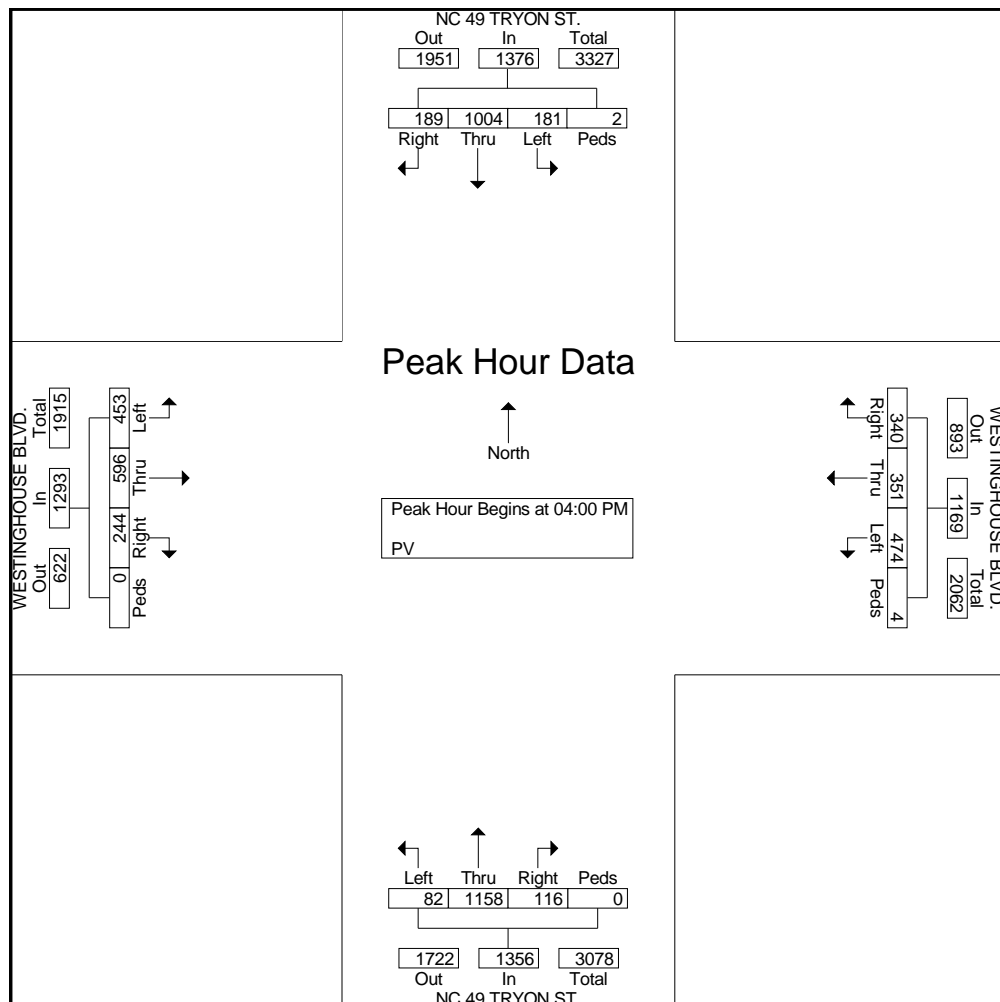 NC 49 TRYON ST.
Out In Total
1951 1376 3327
189 1004 181 2
Right Thru Left Peds
Peak Hour Data
North
Peak Hour Begins at 04:00 PM
PV
WESTINGHOUSE BLVD.
Total In Out
1915 1293 622
453 596 244 0
Left Thru Right Peds
WESTINGHOUSE BLVD.
Out In Total
893 1169 2062
340 351 474 4
Right Thru Left Peds
Left Thru Right Peds
82 1158 116 0
1722 1356 3078
Out In Total
NC 49 TRYON ST.